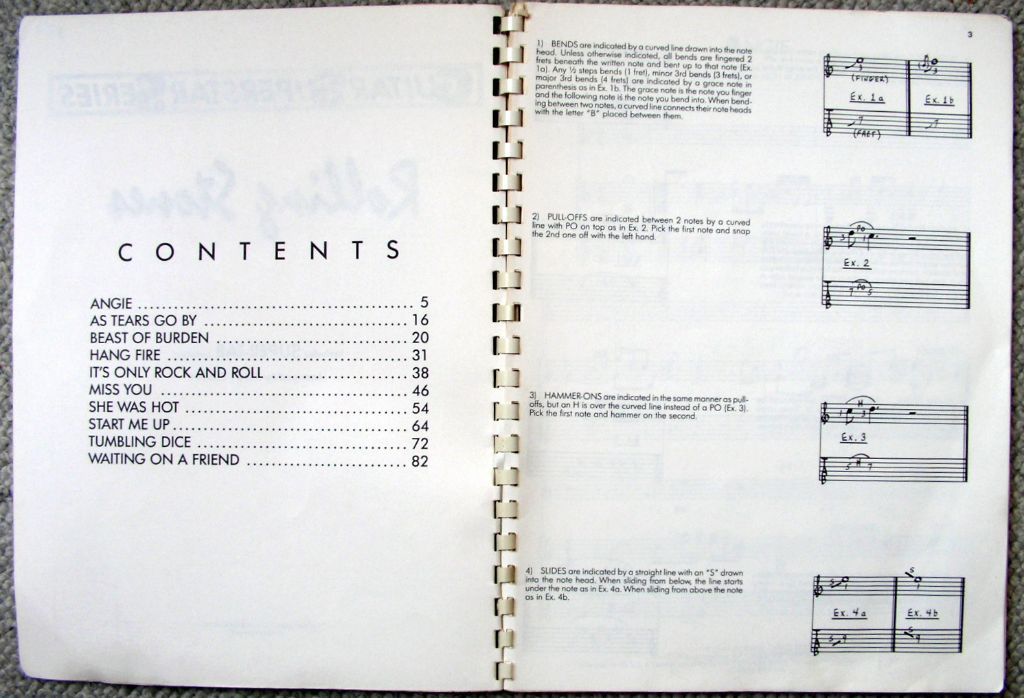 CONTENTS
ANGIE ................................ 5
AS TEARS GO BY ........................ 16
BEAST OF BURDEN ...................... 20
HANG FIRE ............................ 31
IT'S ONLY ROCK AND ROLL ............... 38
MISS YOU ............................. 46
SHE WAS HOT .......................... 54
START ME UP .......................... 64
TUMBLING DICE ........................ 72
WAITING ON A FRIEND .................. 82
3
1) BENDS are indicated by a curved line drawn into the note
head. Unless otherwise indicated, all bends are fingered 2
frets beneath the written note and bent up to that note (Ex.
1a). Any ½ steps bends (1 fret), minor 3rd bends (3 frets), or
major 3rd bends (4 frets) are indicated by a grace note in
parenthesis as in Ex. 1b. The grace note is the note you finger
and the following note is the note you bend into. When bend-
ing between two notes, a curved line connects their note heads
with the letter "B" placed between them.
(FINGER)
Ex. 1a
Ex. 1b
(FRET)
2) PULL-OFFS are indicated between 2 notes by a curved
line with PO on top as in Ex. 2. Pick the first note and snap
the 2nd one off with the left hand.
PO
Ex. 2
7 PO 5
3) HAMMER-ONS are indicated in the same manner as pull-
offs, but an H is over the curved line instead of a PO (Ex. 3).
Pick the first note and hammer on the second.
H
Ex. 3
5 H 7
4) SLIDES are indicated by a straight line with an "S" drawn
into the note head. When sliding from below, the line starts
under the note as in Ex. 4a. When sliding from above the note
as in Ex. 4b.
S
S
Ex. 4a
Ex. 4b
Rolling Stones